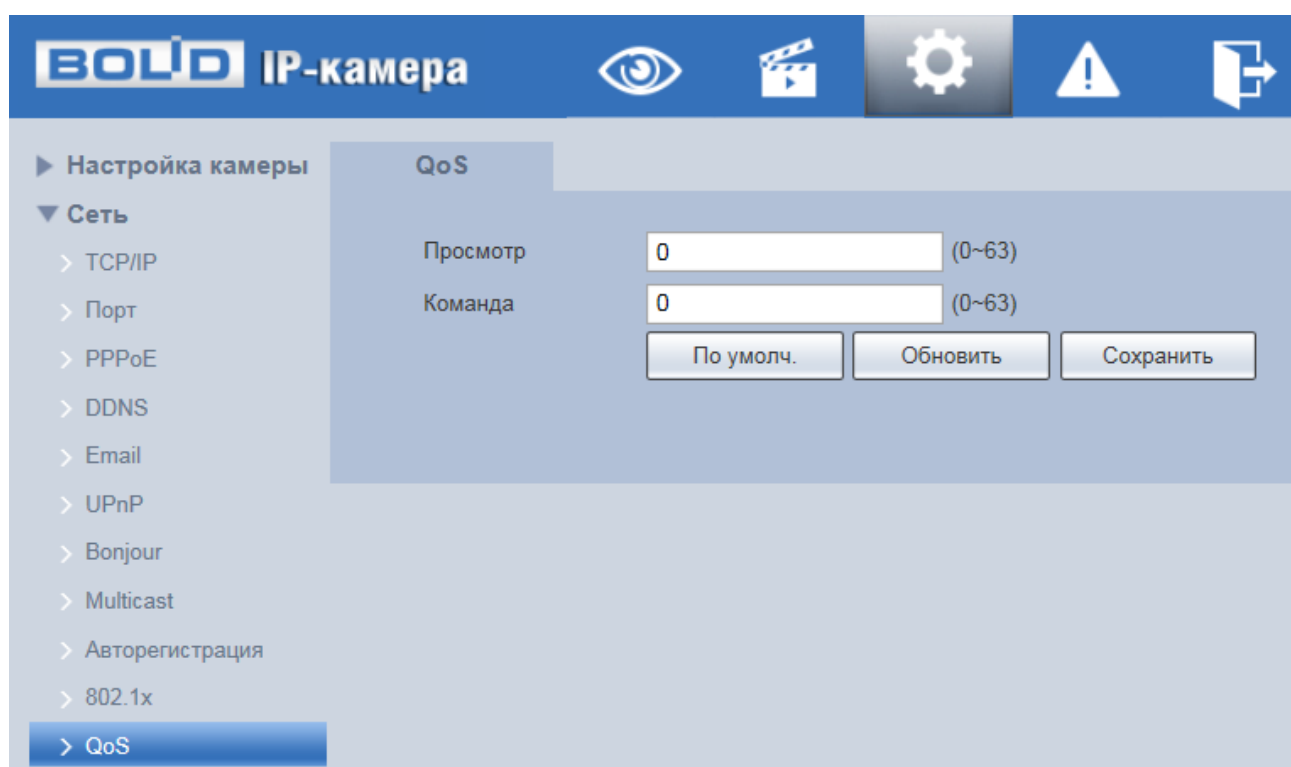 BOLID IP-камера
Настройка камеры
Сеть
TCP/IP
Порт
PPPoE
DDNS
Email
UPnP
Bonjour
Multicast
Авторегистрация
802.1x
QoS
QoS
Просмотр 0 (0~63)
Команда 0 (0~63)
По умолч. Обновить Сохранить